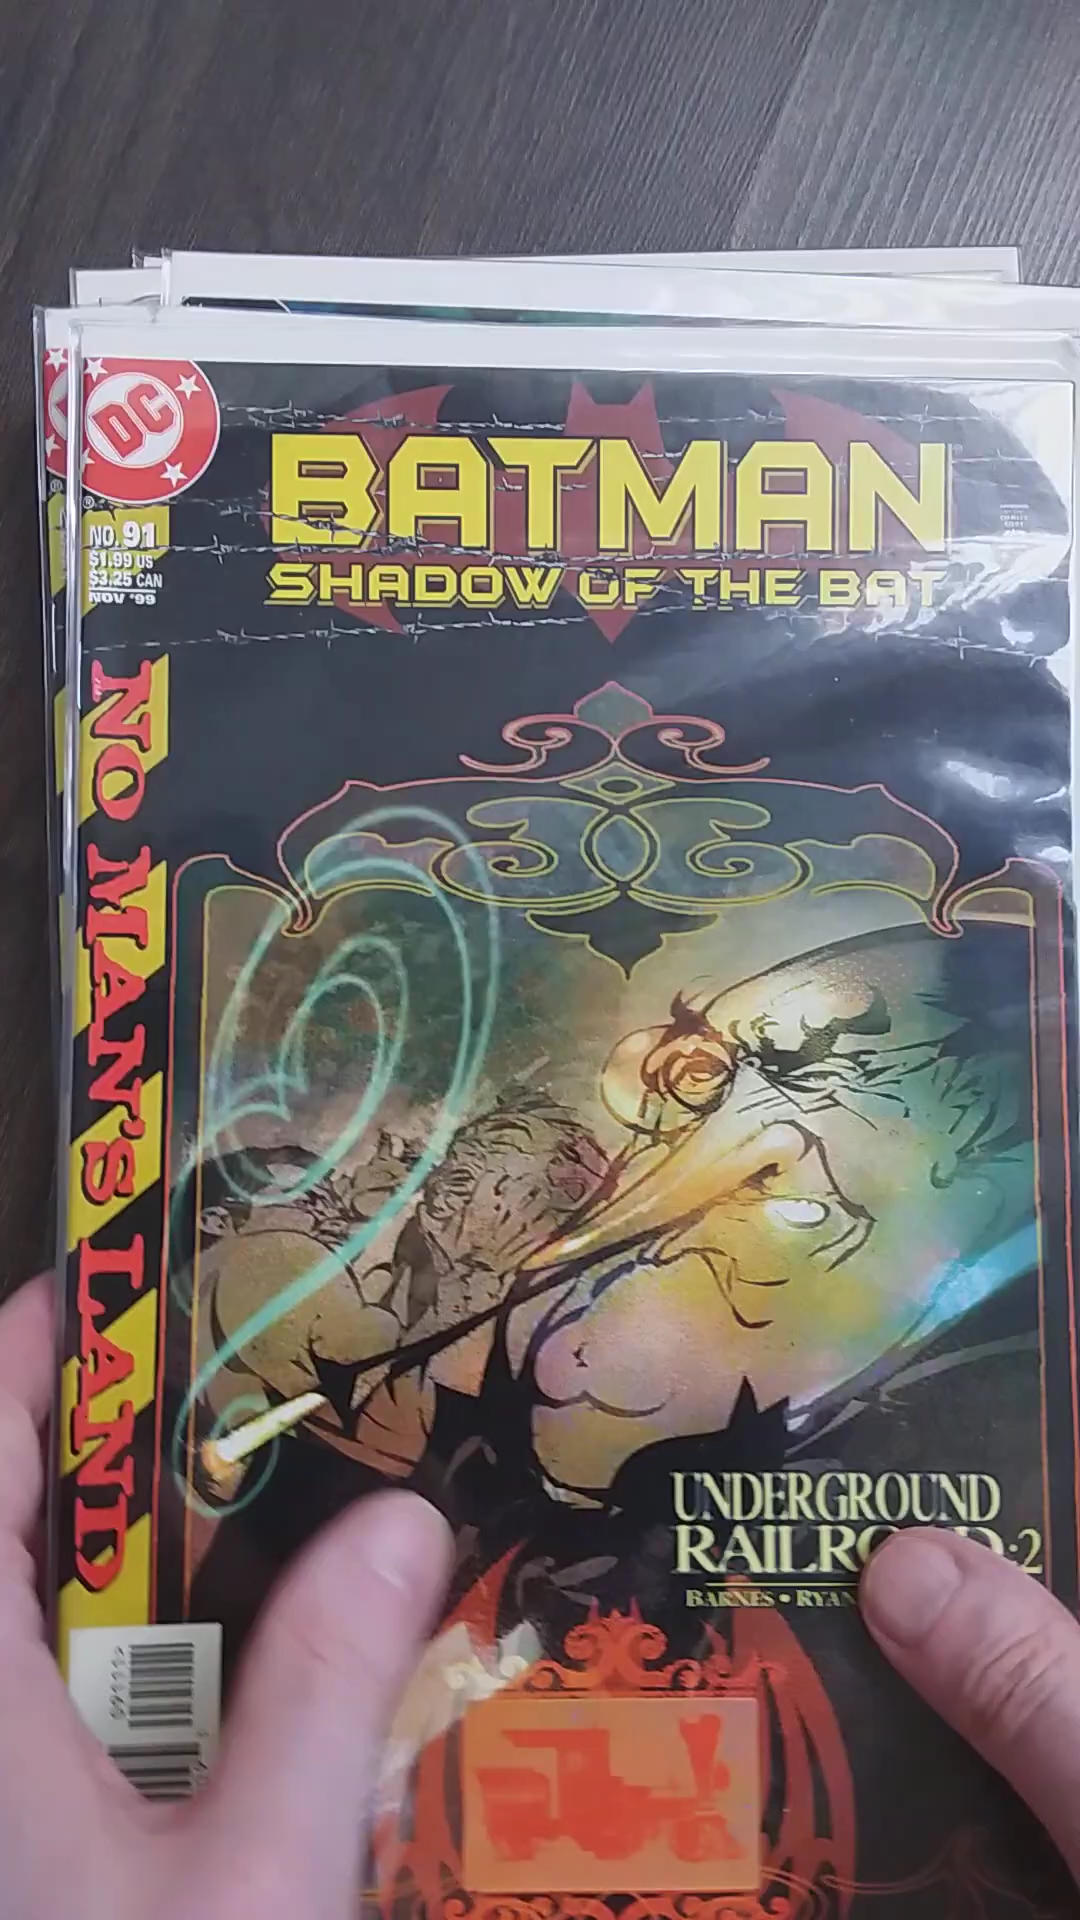 DC
BATMAN
SHADOW OF THE BAT
NO. 91
$1.99 US
$3.25 CAN
NOV '99
NO MAN'S LAND
UNDERGROUND
RAILROAD:2
BARNES • RYAN
09111>